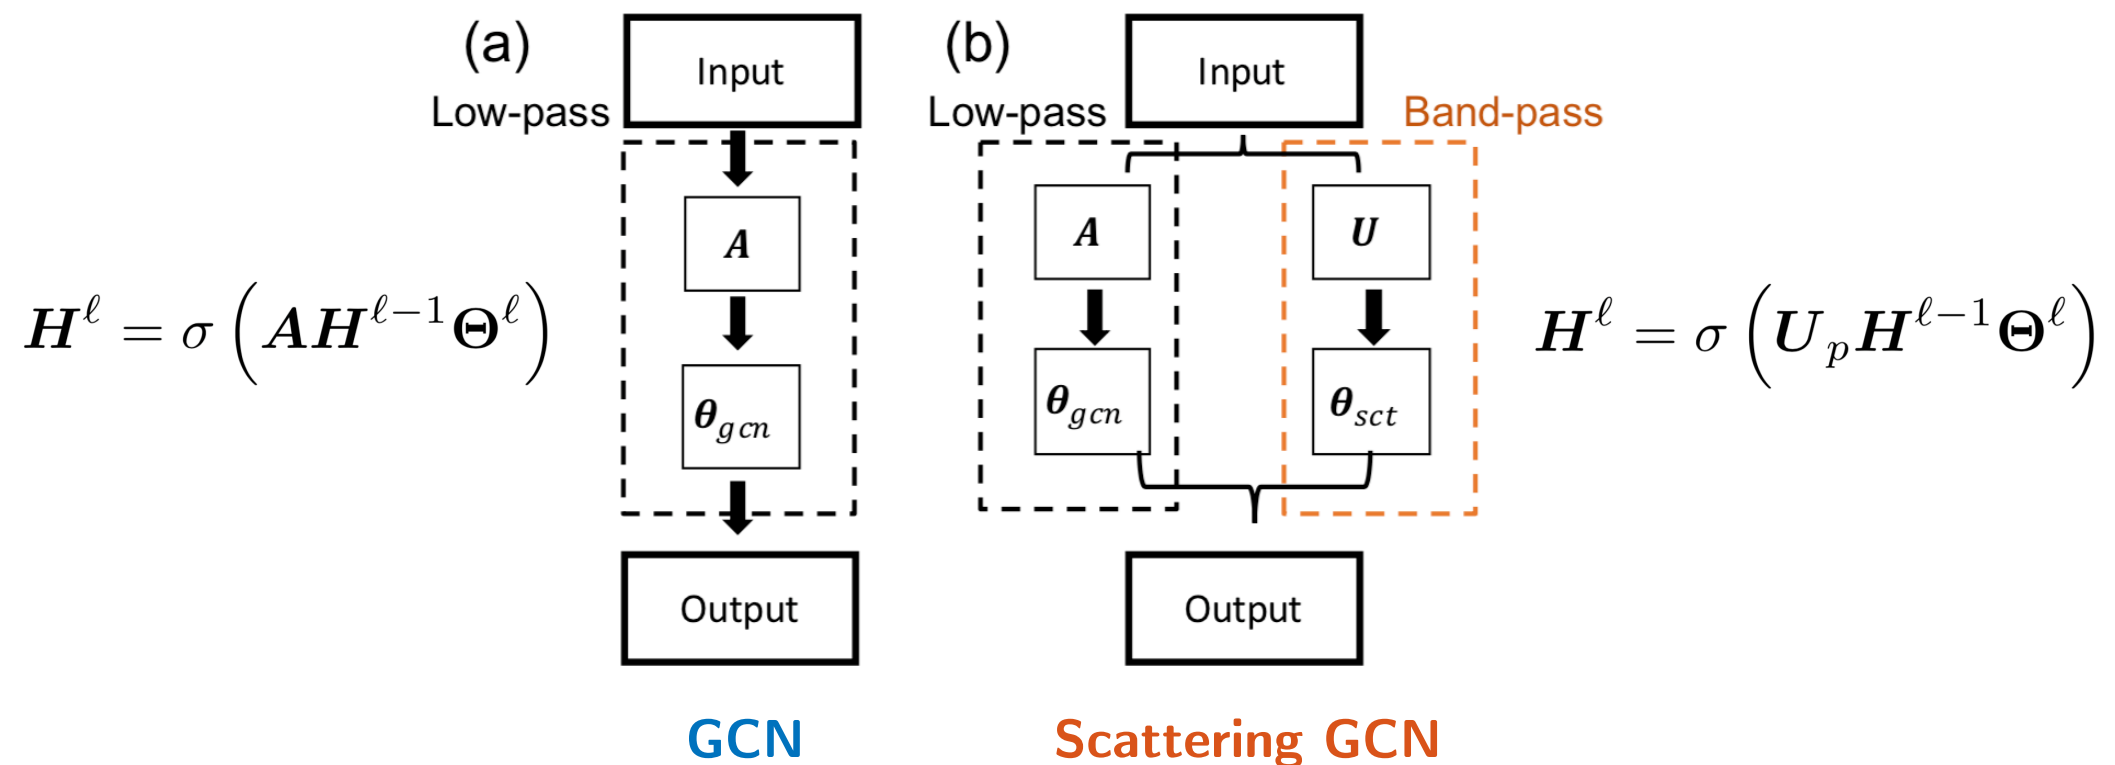 (a)
Input
Low-pass
A
θ_gcn
Output
GCN
H^ℓ = σ(AH^{ℓ−1}Θ^ℓ)
(b)
Input
Low-pass
Band-pass
A
U
θ_gcn
θ_sct
Output
Scattering GCN
H^ℓ = σ(U_pH^{ℓ−1}Θ^ℓ)